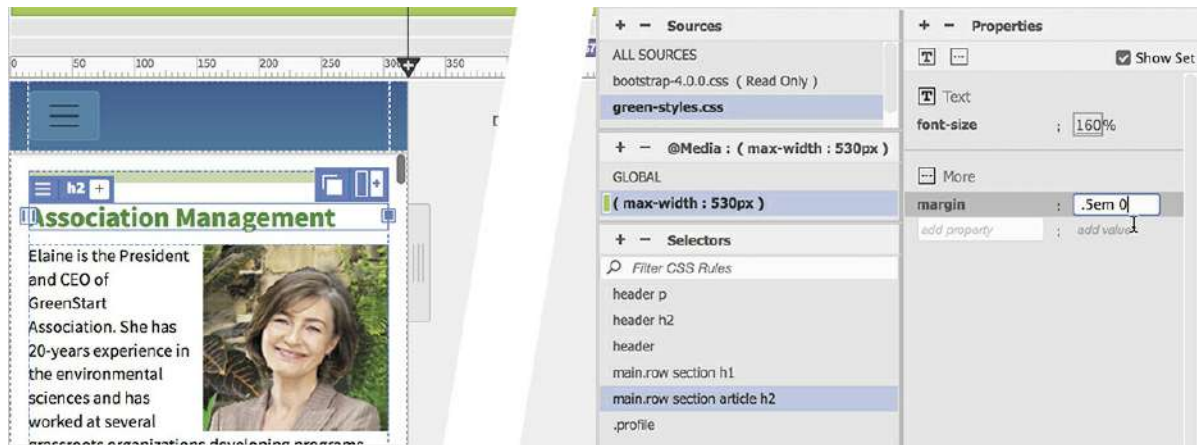 0 50 100 150 200 250 300 350
h2 +
Association Management
Elaine is the President
and CEO of
GreenStart
Association. She has
20-years experience in
the environmental
sciences and has
worked at several
grassroots organizations developing programs
+ − Sources
ALL SOURCES
bootstrap-4.0.0.css ( Read Only )
green-styles.css
+ − @Media : ( max-width : 530px )
GLOBAL
( max-width : 530px )
+ − Selectors
Filter CSS Rules
header p
header h2
header
main.row section h1
main.row section article h2
.profile
+ − Properties
T Show Set
T Text
font-size : 160%
More
margin : .5em 0
add property : add value